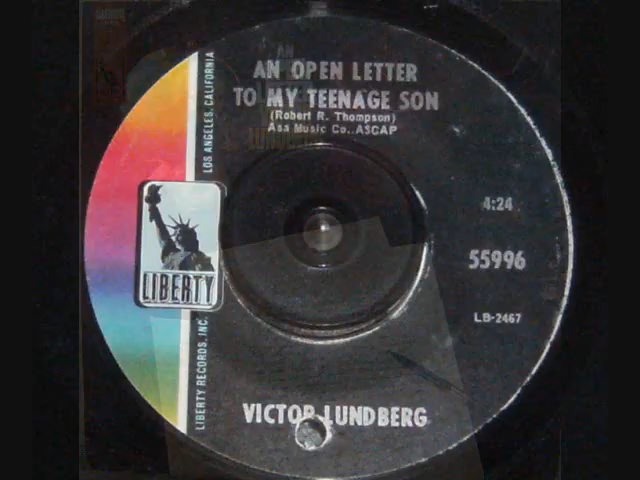 AN OPEN LETTER
TO MY TEENAGE SON
(Robert R. Thompson)
Asa Music Co..ASCAP
4:24
55996
LB-2467
LIBERTY
LIBERTY RECORDS, INC.
LOS ANGELES, CALIFORNIA
VICTOR LUNDBERG